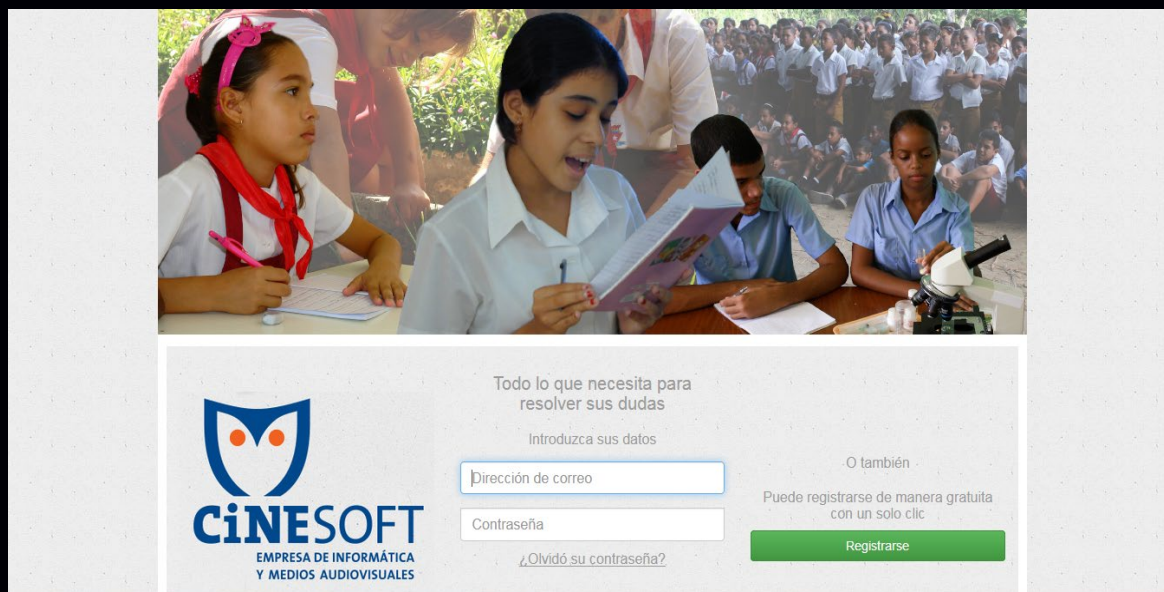 Todo lo que necesita para
resolver sus dudas
Introduzca sus datos
Dirección de correo
Contraseña
¿Olvidó su contraseña?
CiNESOFT
EMPRESA DE INFORMÁTICA
Y MEDIOS AUDIOVISUALES
O también
Puede registrarse de manera gratuita
con un solo clic
Registrarse